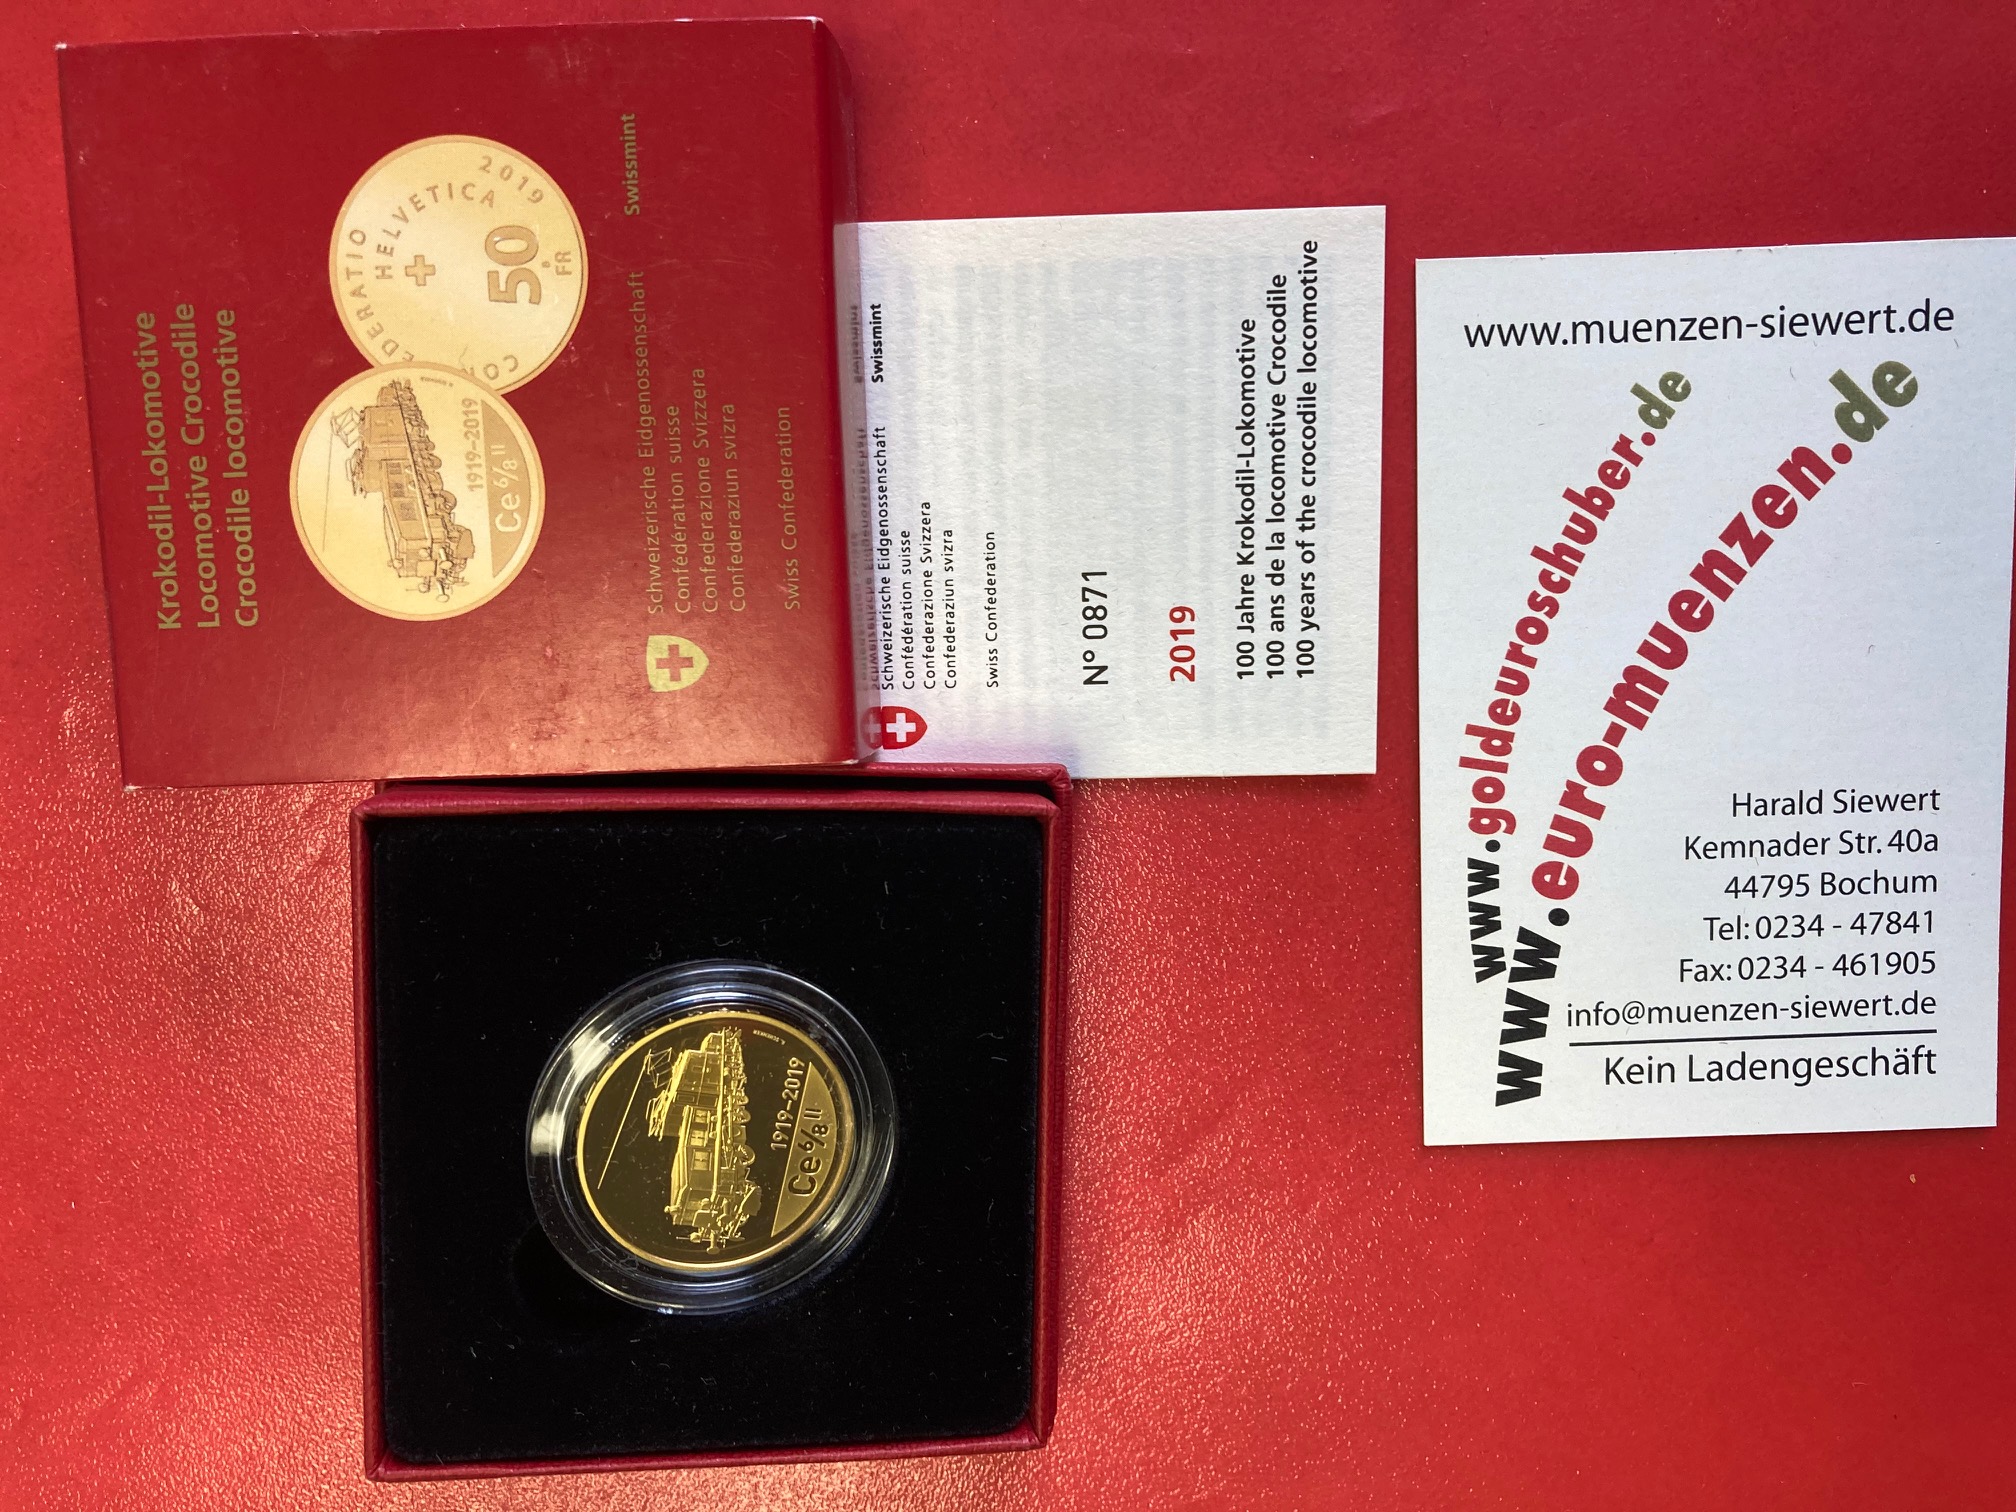 Krokodil-Lokomotive
Locomotive Crocodile
Crocodile locomotive
1919–2019
Ce 6/8 II
CONFEDERATIO
HELVETICA
2019
50
FR
Schweizerische Eidgenossenschaft
Confédération suisse
Confederazione Svizzera
Confederaziun svizra
Swiss Confederation
Swissmint
Schweizerische Eidgenossenschaft
Confédération suisse
Confederazione Svizzera
Confederaziun svizra
Swiss Confederation
Swissmint
N° 0871
2019
100 Jahre Krokodil-Lokomotive
100 ans de la locomotive Crocodile
100 years of the crocodile locomotive
1919–2019
Ce 6/8 II
www.muenzen-siewert.de
www.goldeuroschuber.de
www.euro-muenzen.de
Harald Siewert
Kemnader Str. 40a
44795 Bochum
Tel: 0234 - 47841
Fax: 0234 - 461905
info@muenzen-siewert.de
Kein Ladengeschäft